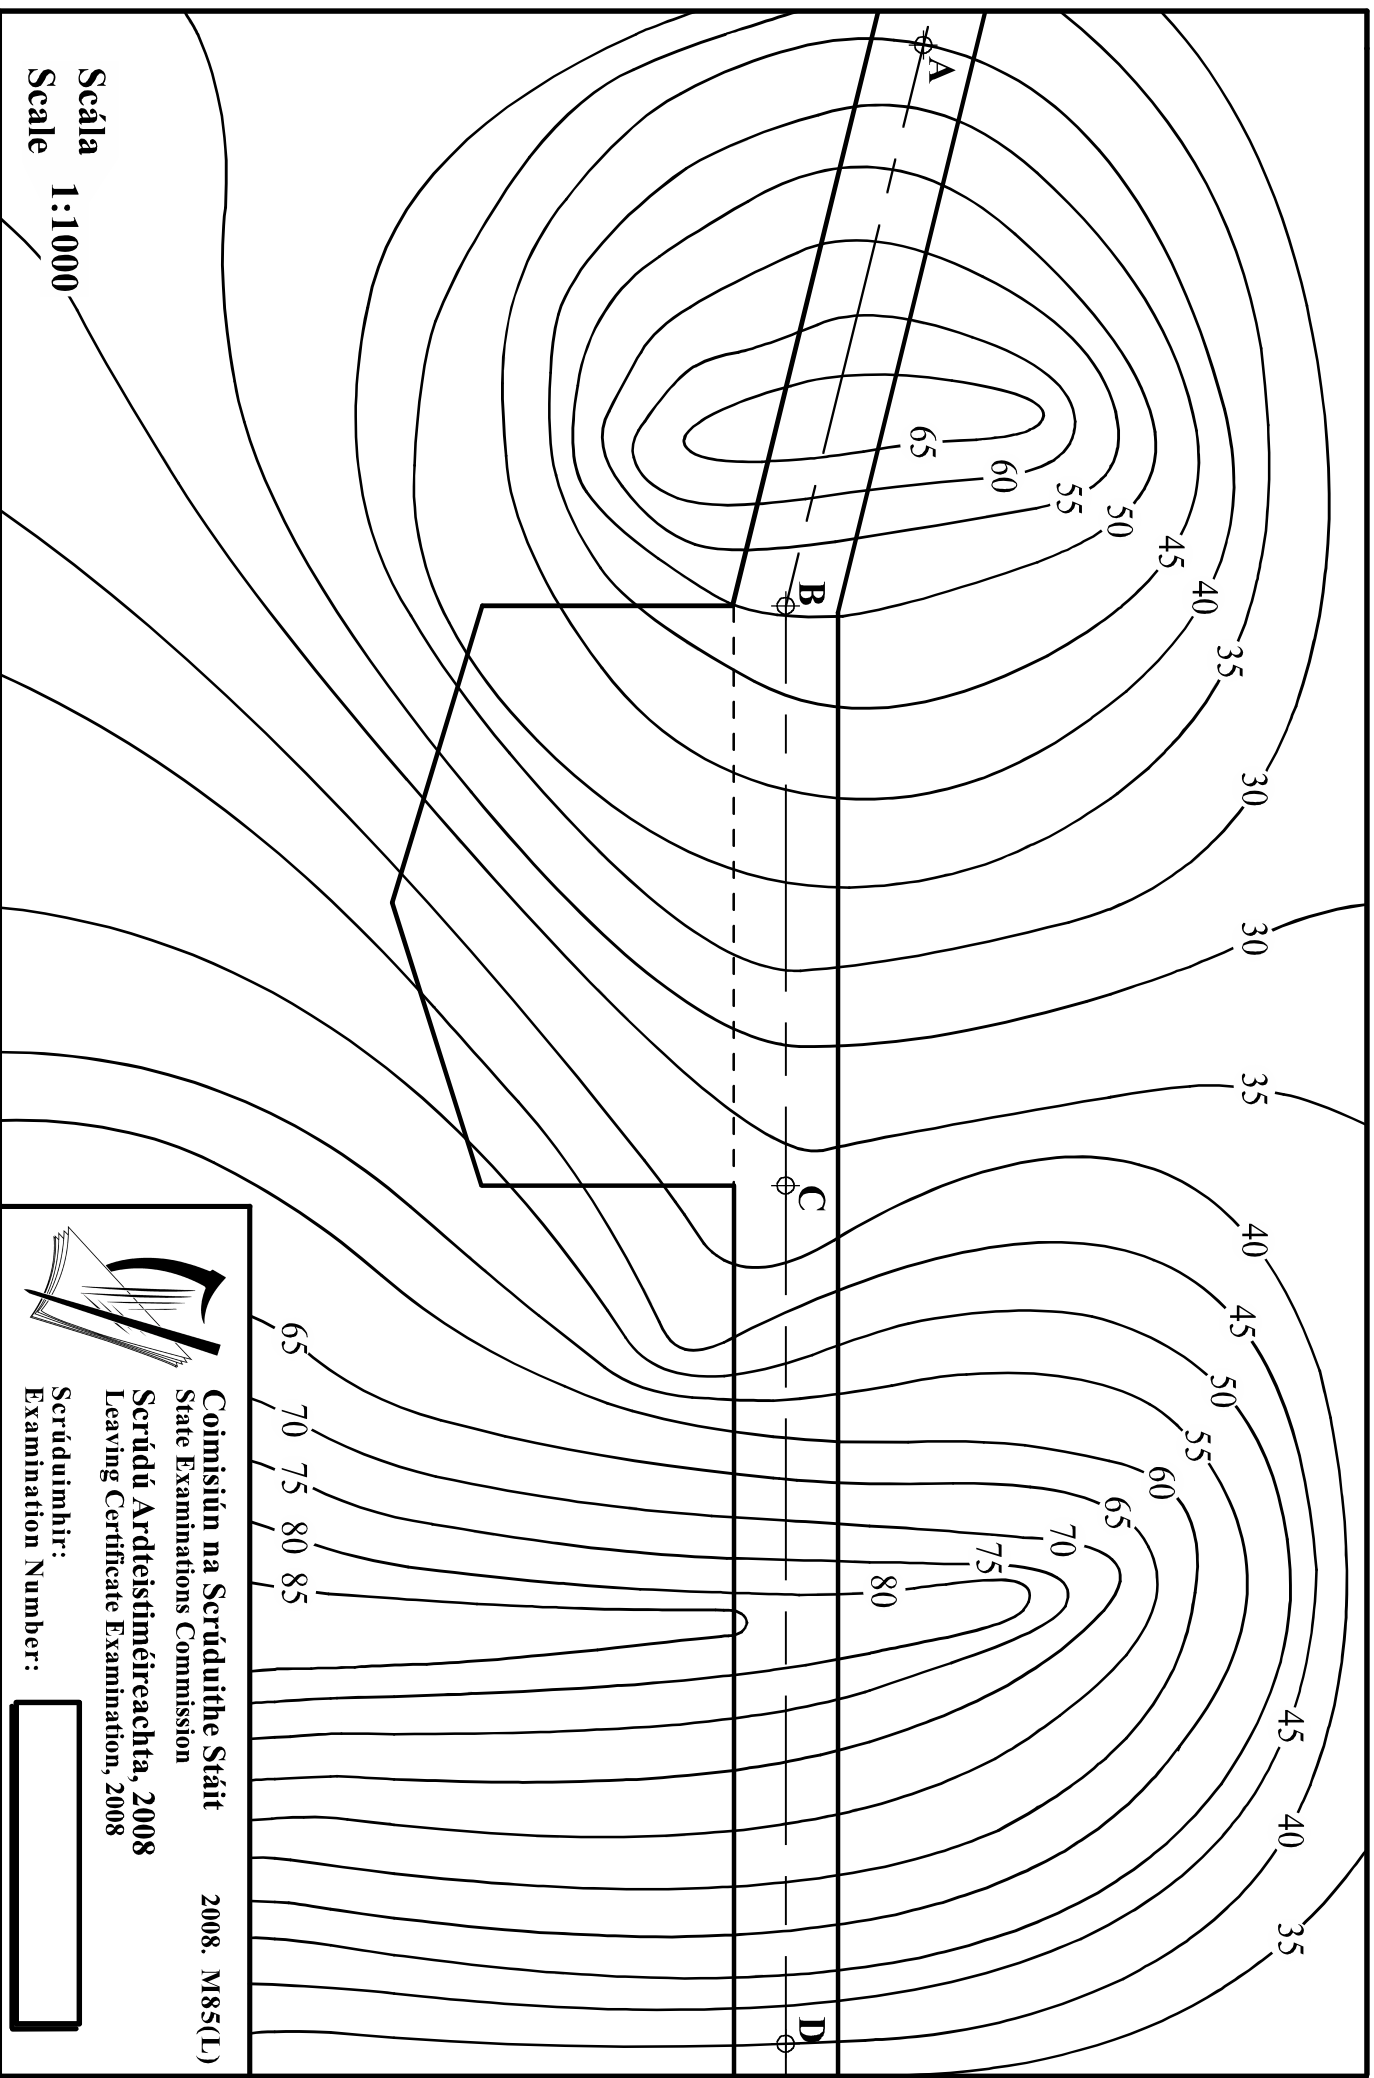 A
B
C
D
65
60
55
50
45
40
35
30
30
35
40
45
50
55
60
65
70
75
80
45
40
35
65
70
75
80
85
Scála
Scale 1:1000
Coimisiún na Scrúduithe Stáit
State Examinations Commission
Scrúdú Ardteistiméireachta, 2008
Leaving Certificate Examination, 2008
2008. M85(L)
Scrúduimhir:
Examination Number: